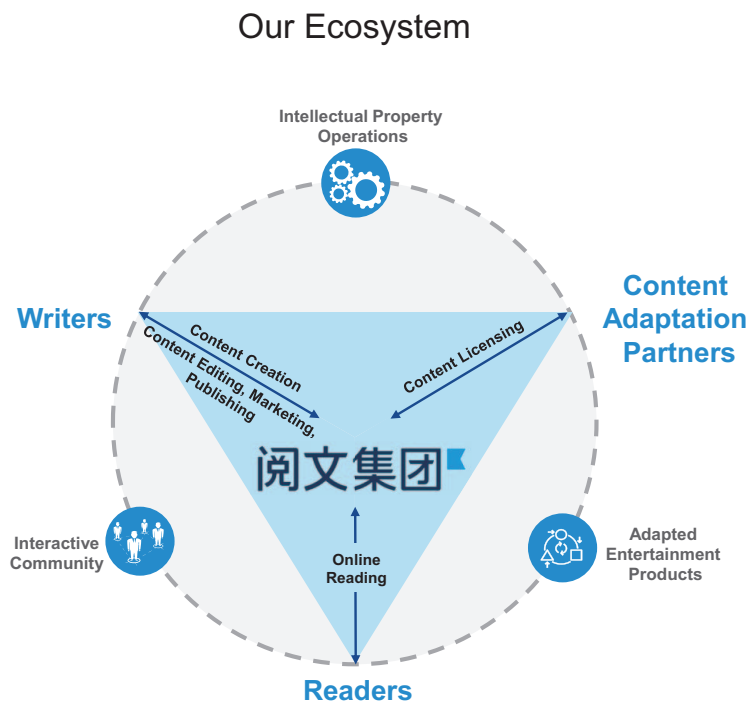 Our Ecosystem
Intellectual Property
Operations
Writers
Content
Adaptation
Partners
Content Creation
Content Editing, Marketing,
Publishing
Content Licensing
阅文集团
Interactive
Community
Online
Reading
Adapted
Entertainment
Products
Readers